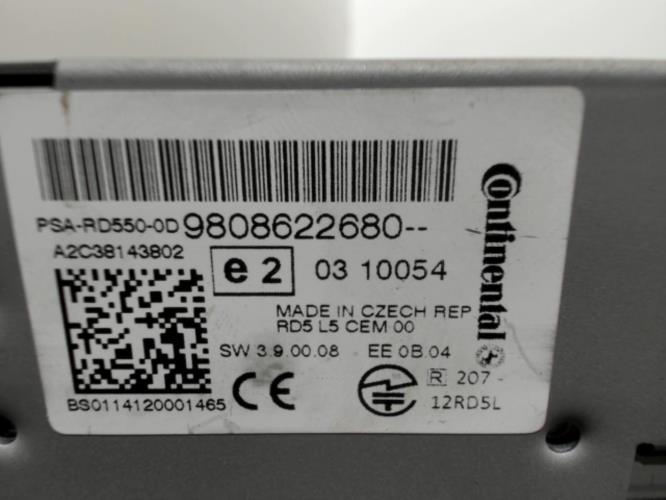 PSA-RD550-0D 9808622680--
A2C38143802
e2 03 10054
MADE IN CZECH REP
RD5 L5 CEM 00
SW 3.9.00.08 EE 0B.04
BS0114120001465
CE
R 207-
12RD5L
Continental